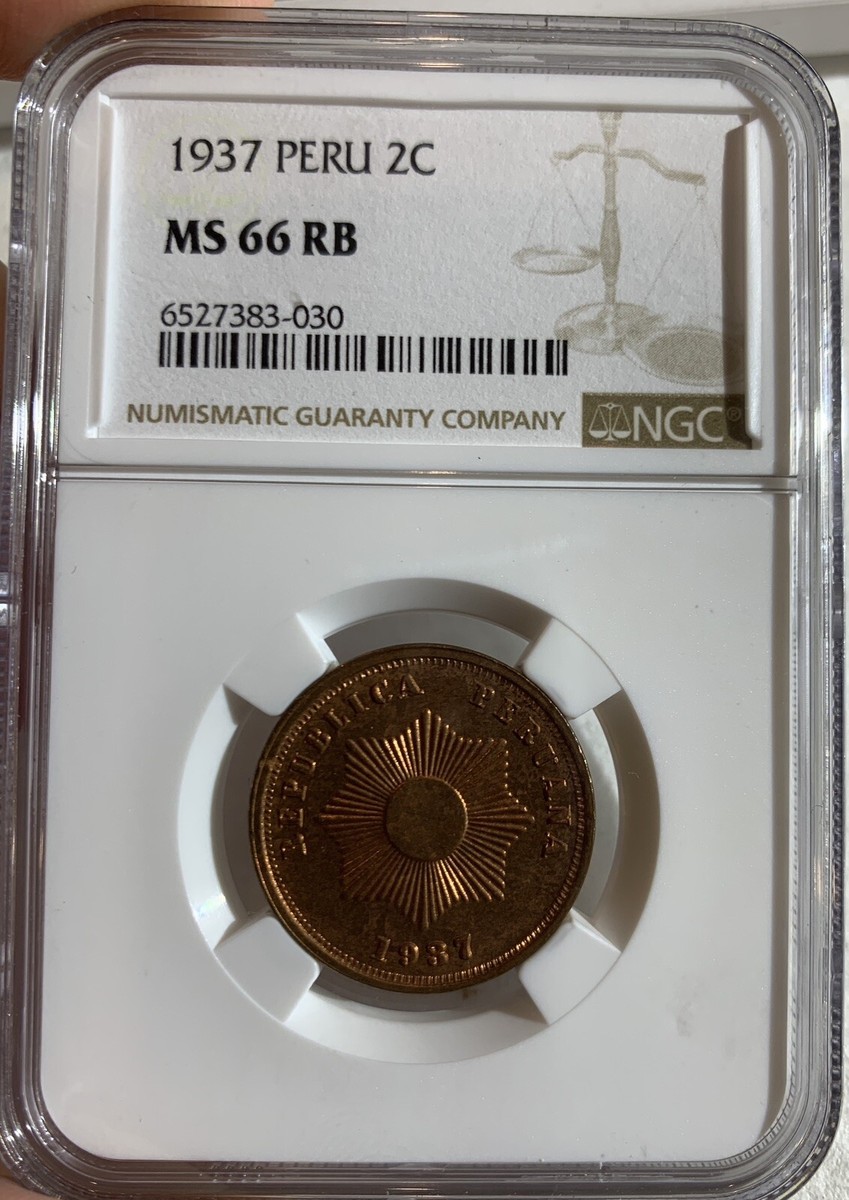 1937 PERU 2C
MS 66 RB
6527383-030
NUMISMATIC GUARANTY COMPANY
NGC®
REPUBLICA PERUANA
1937